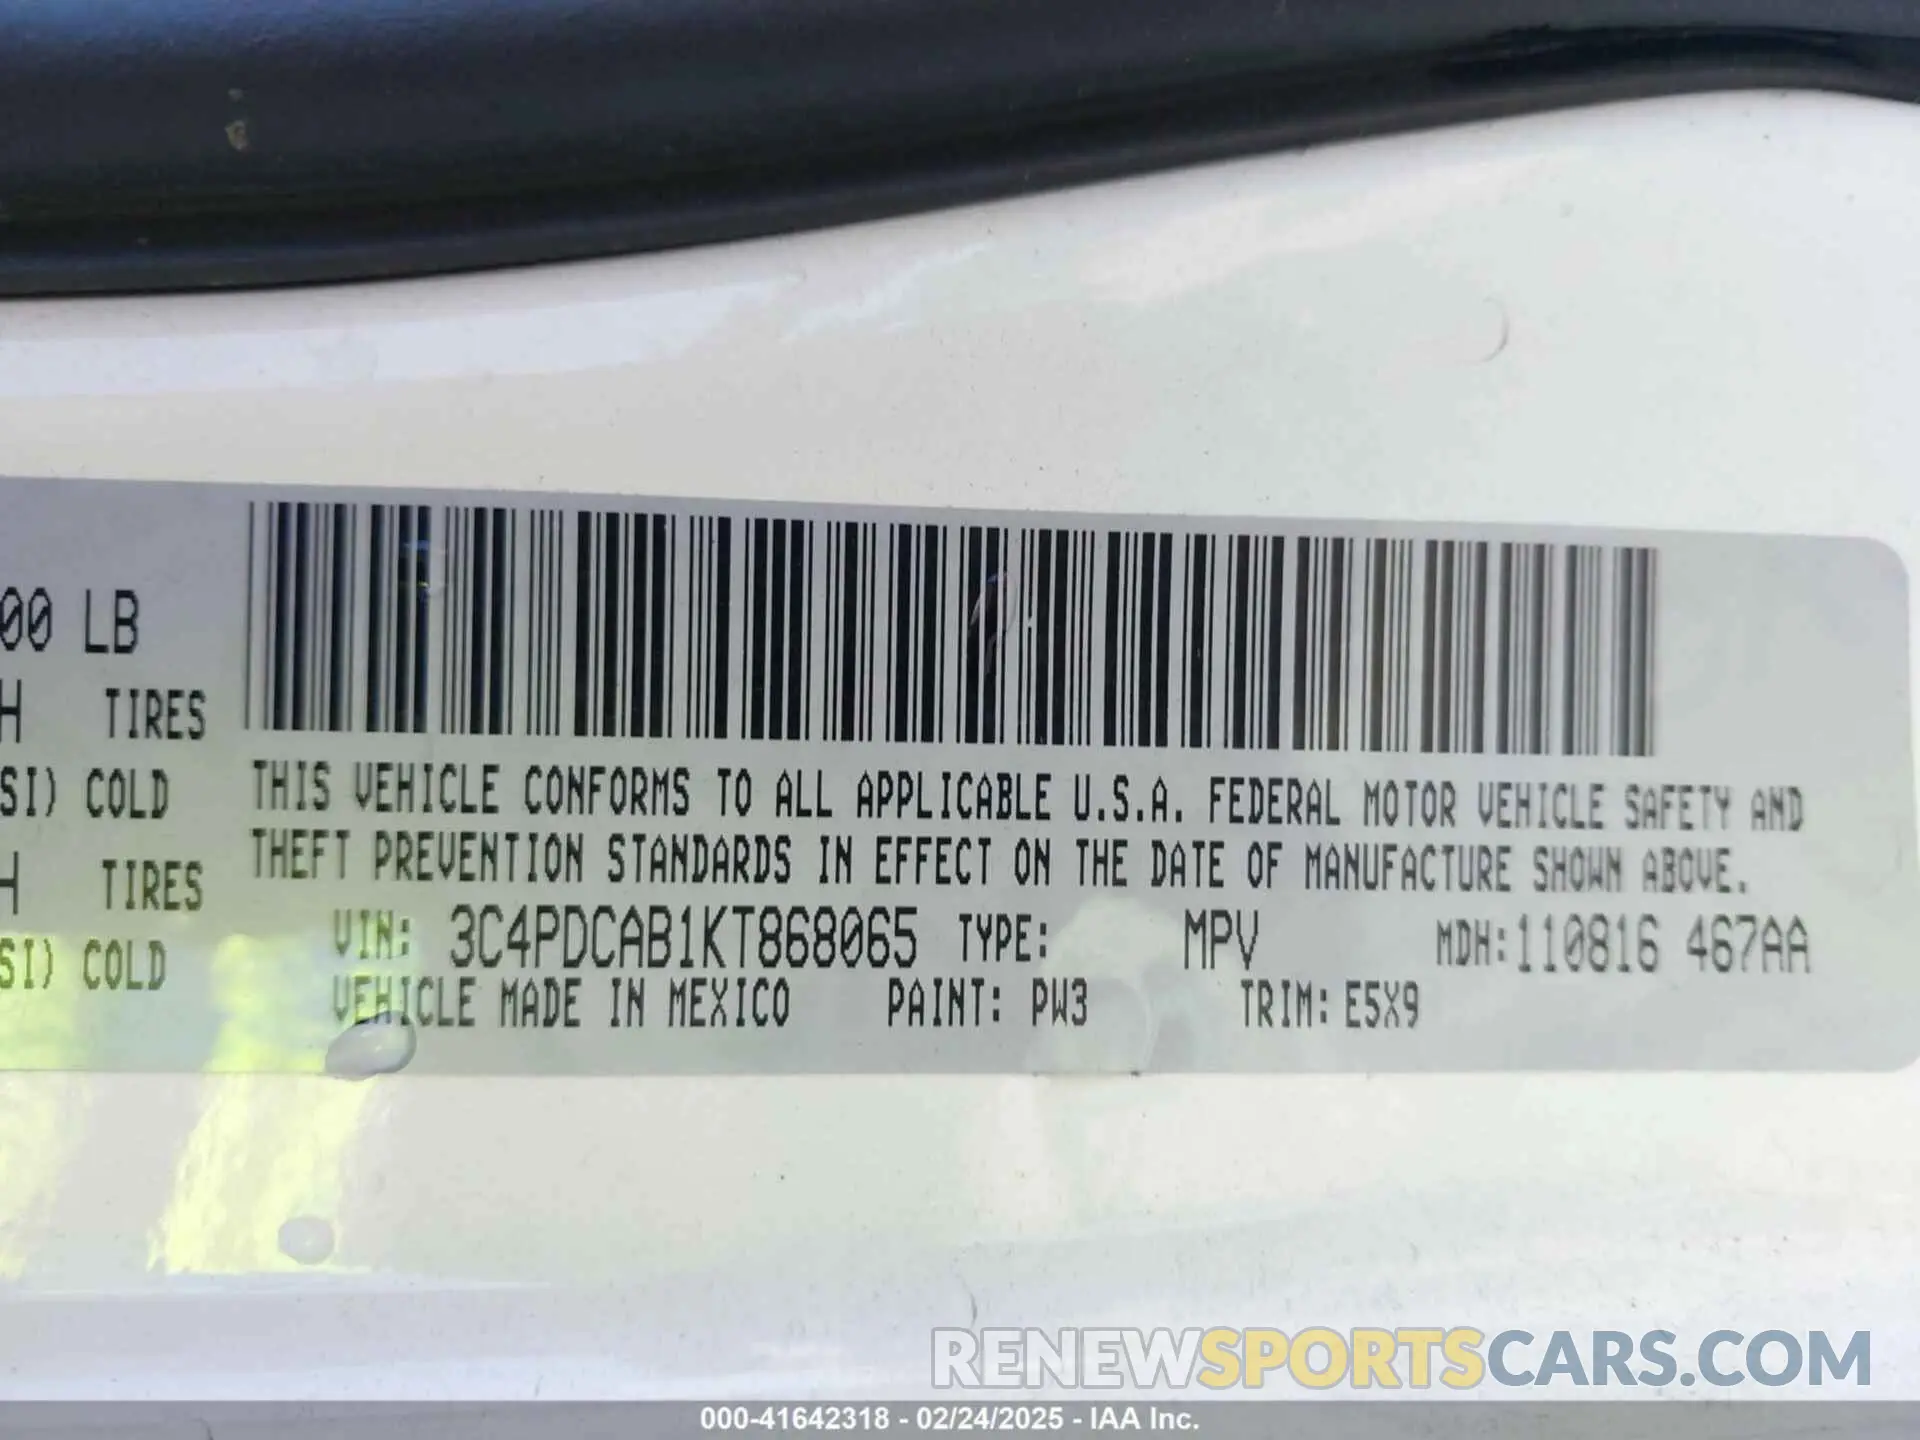 00 LB
H TIRES
SI) COLD
H TIRES
SI) COLD
THIS VEHICLE CONFORMS TO ALL APPLICABLE U.S.A. FEDERAL MOTOR VEHICLE SAFETY AND
THEFT PREVENTION STANDARDS IN EFFECT ON THE DATE OF MANUFACTURE SHOWN ABOVE.
VIN: 3C4PDCAB1KT868065 TYPE: MPV MDH:110816 467AA
VEHICLE MADE IN MEXICO PAINT: PW3 TRIM: E5X9
RENEWSPORTSCARS.COM
000-41642318 - 02/24/2025 - IAA Inc.